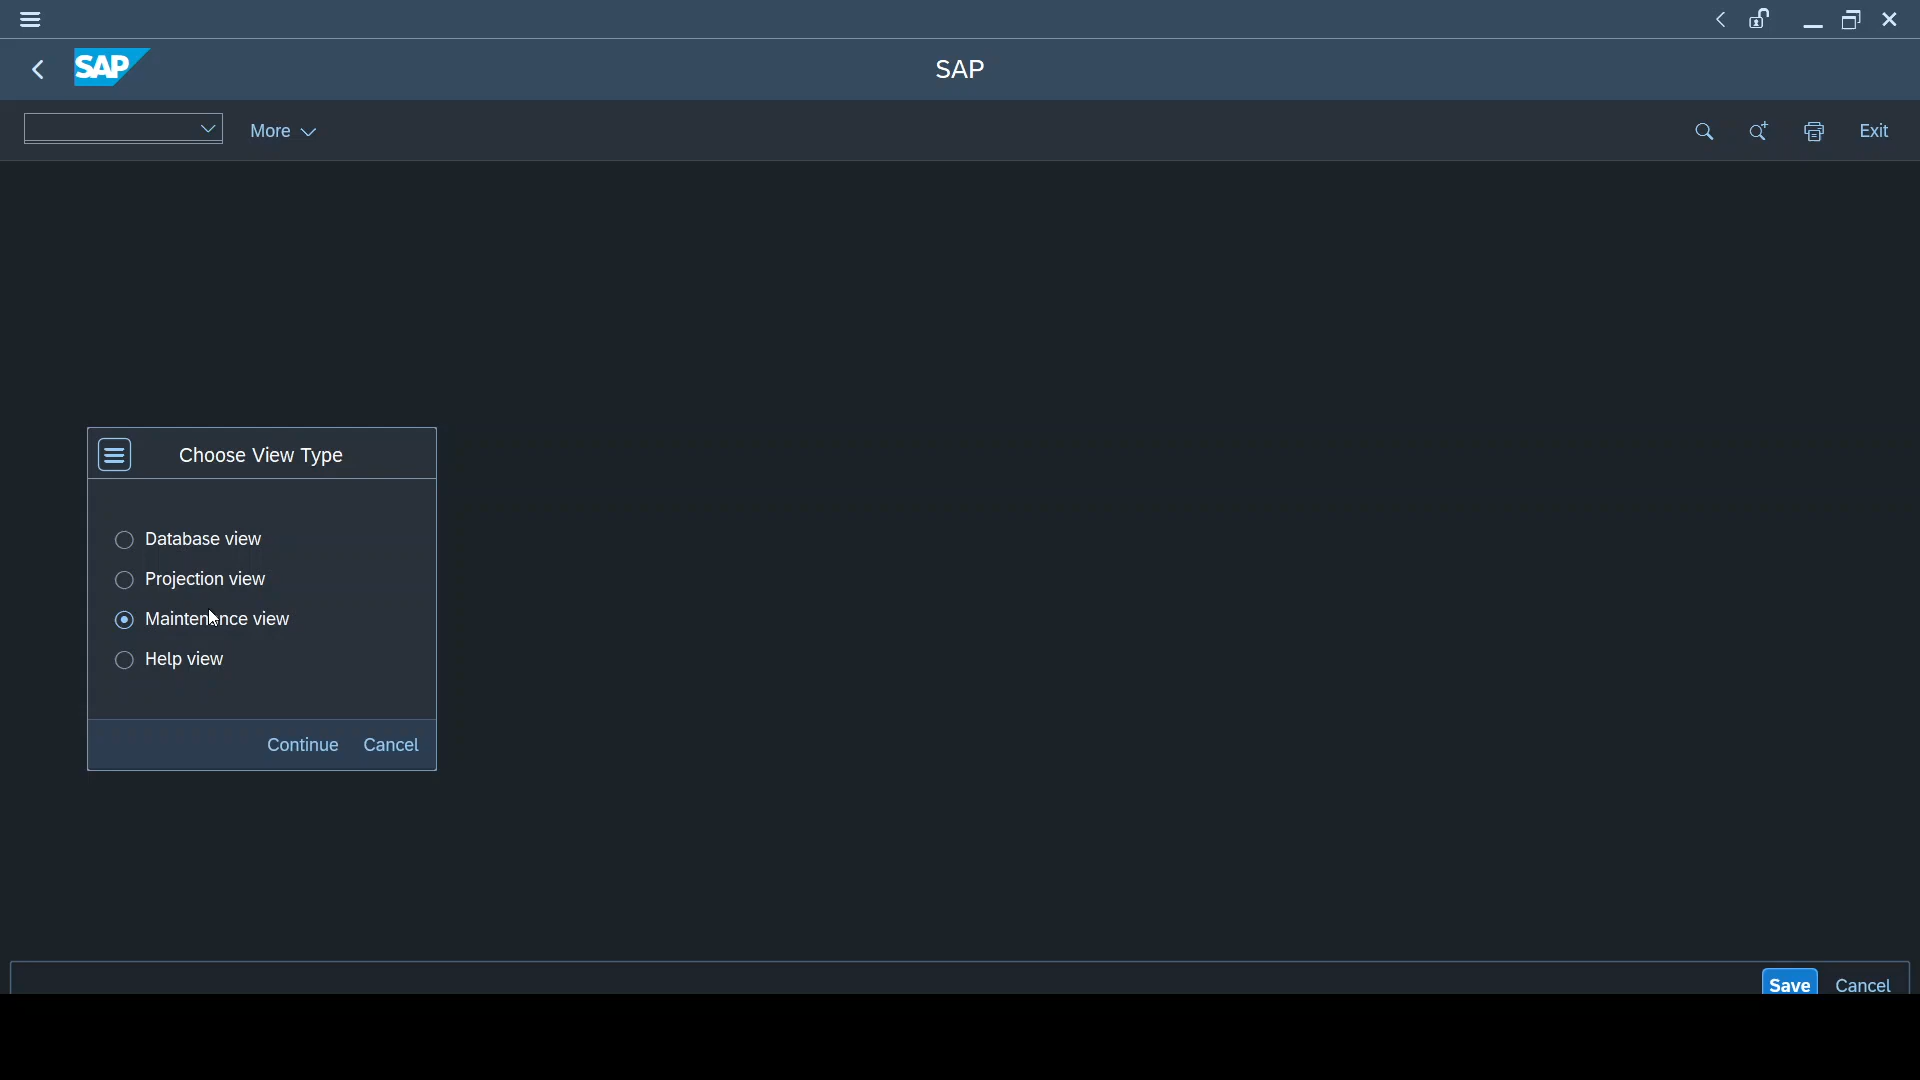 SAP
SAP
More
Exit
Choose View Type
Database view
Projection view
Maintenance view
Help view
Continue Cancel
Save Cancel